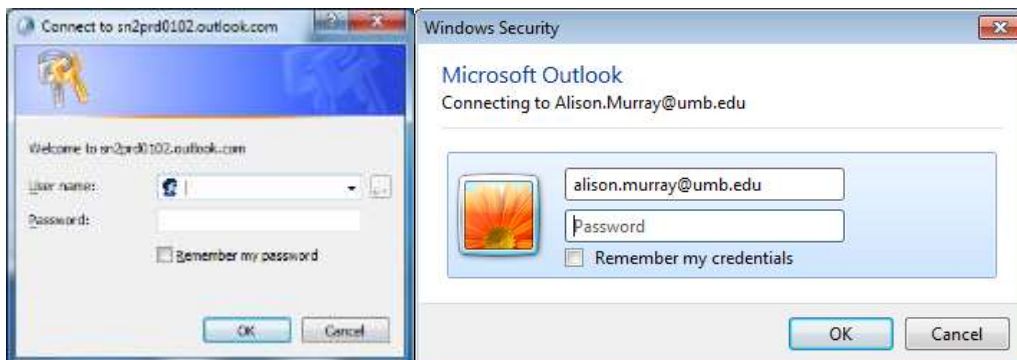 Connect to sn2prd0102.outlook.com
Welcome to sn2prd0102.outlook.com
User name:
Password:
Remember my password
OK
Cancel
Windows Security
Microsoft Outlook
Connecting to Alison.Murray@umb.edu
alison.murray@umb.edu
Password
Remember my credentials
OK
Cancel